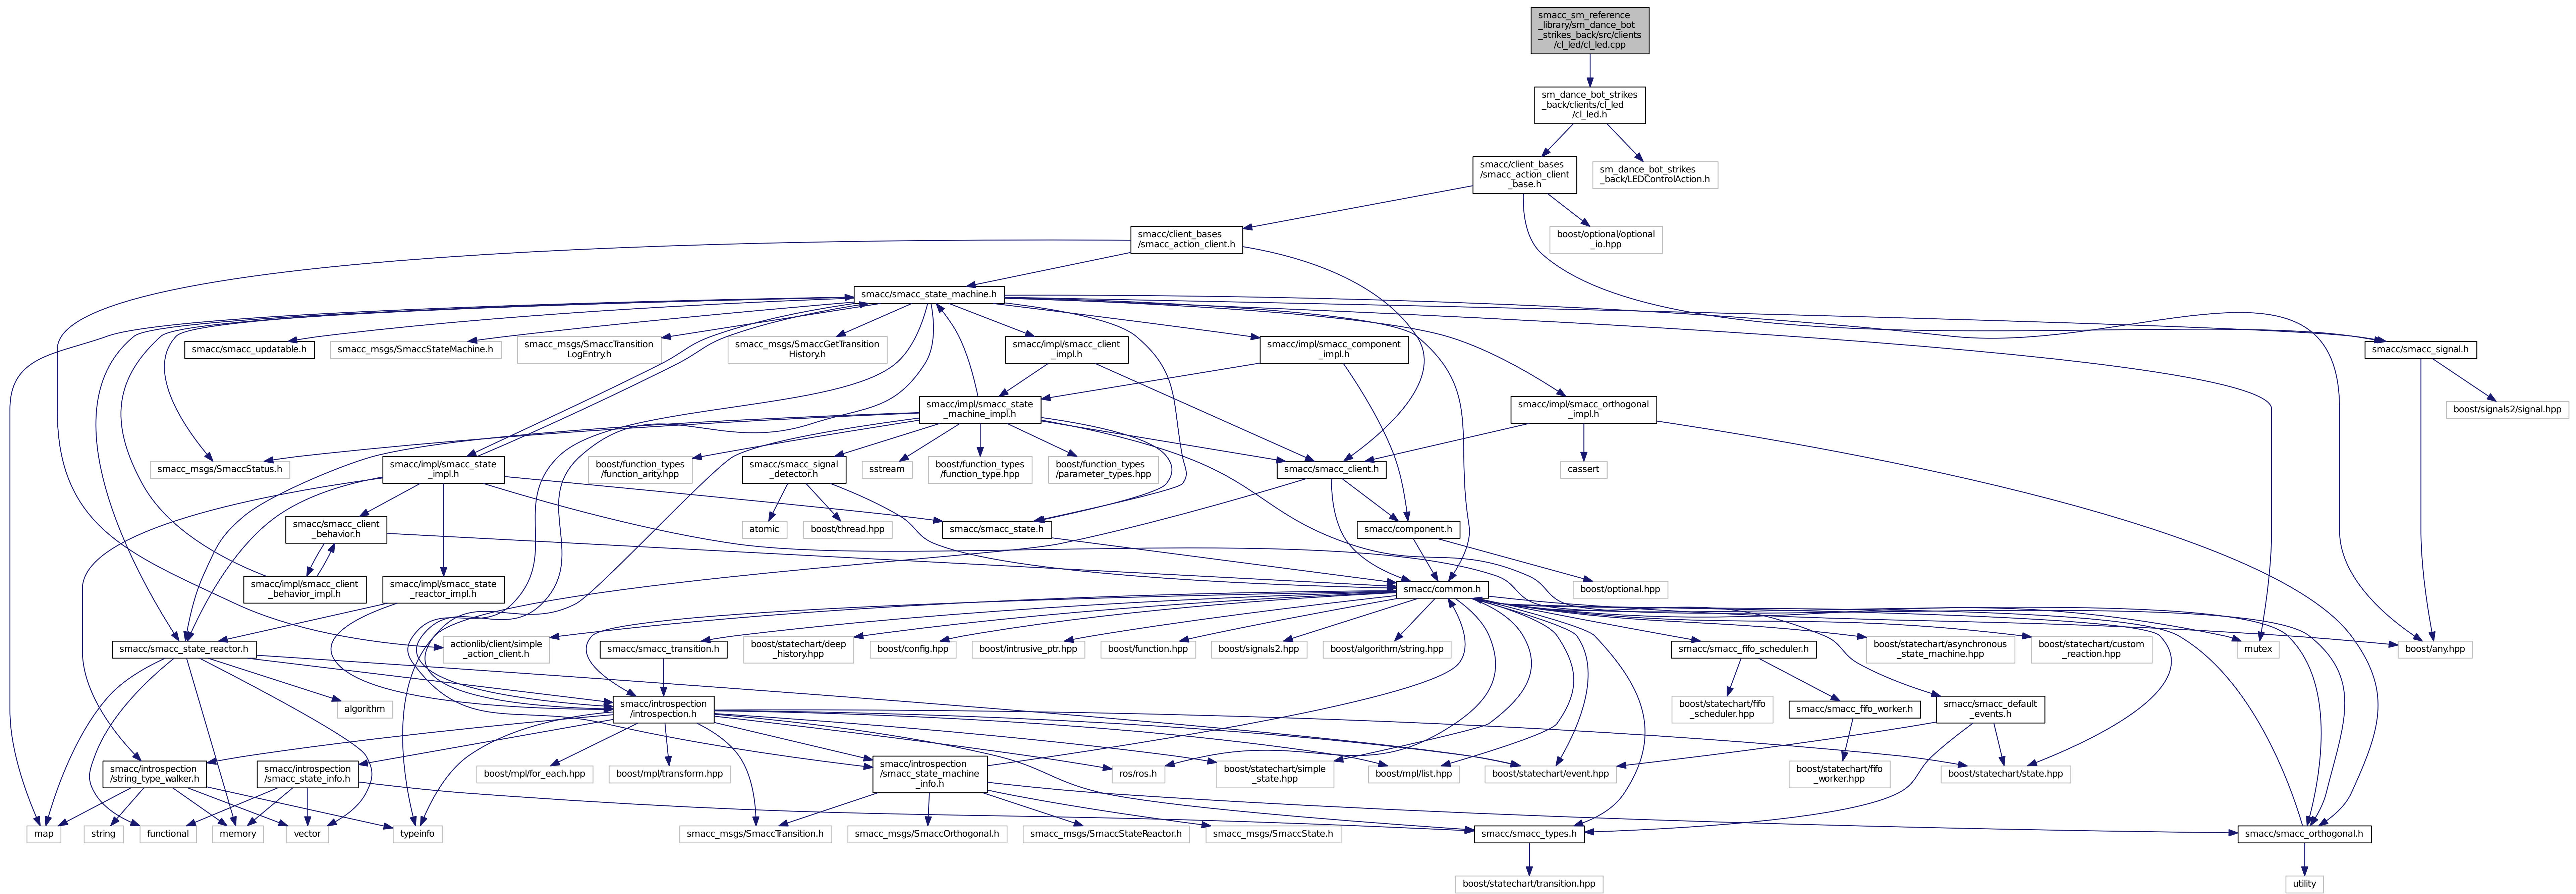 smacc_sm_reference
_library/sm_dance_bot
_strikes_back/src/clients
/cl_led/cl_led.cpp
sm_dance_bot_strikes
_back/clients/cl_led
/cl_led.h
smacc/client_bases
/smacc_action_client
_base.h
sm_dance_bot_strikes
_back/LEDControlAction.h
smacc/client_bases
/smacc_action_client.h
boost/optional/optional
_io.hpp
smacc/smacc_state_machine.h
smacc/smacc_updatable.h
smacc_msgs/SmaccStateMachine.h
smacc_msgs/SmaccTransition
LogEntry.h
smacc_msgs/SmaccGetTransition
History.h
smacc/impl/smacc_client
_impl.h
smacc/impl/smacc_component
_impl.h
smacc/smacc_signal.h
smacc/impl/smacc_state
_machine_impl.h
smacc/impl/smacc_orthogonal
_impl.h
boost/signals2/signal.hpp
smacc_msgs/SmaccStatus.h
smacc/impl/smacc_state
_impl.h
boost/function_types
/function_arity.hpp
smacc/smacc_signal
_detector.h
sstream
boost/function_types
/function_type.hpp
boost/function_types
/parameter_types.hpp
smacc/smacc_client.h
cassert
smacc/smacc_client
_behavior.h
atomic
boost/thread.hpp
smacc/smacc_state.h
smacc/component.h
smacc/impl/smacc_client
_behavior_impl.h
smacc/impl/smacc_state
_reactor_impl.h
smacc/common.h
boost/optional.hpp
smacc/smacc_state_reactor.h
actionlib/client/simple
_action_client.h
smacc/smacc_transition.h
boost/statechart/deep
_history.hpp
boost/config.hpp
boost/intrusive_ptr.hpp
boost/function.hpp
boost/signals2.hpp
boost/algorithm/string.hpp
smacc/smacc_fifo_scheduler.h
boost/statechart/asynchronous
_state_machine.hpp
boost/statechart/custom
_reaction.hpp
mutex
boost/any.hpp
algorithm
smacc/introspection
/introspection.h
boost/statechart/fifo
_scheduler.hpp
smacc/smacc_fifo_worker.h
smacc/smacc_default
_events.h
smacc/introspection
/string_type_walker.h
smacc/introspection
/smacc_state_info.h
boost/mpl/for_each.hpp
boost/mpl/transform.hpp
smacc/introspection
/smacc_state_machine
_info.h
ros/ros.h
boost/statechart/simple
_state.hpp
boost/mpl/list.hpp
boost/statechart/event.hpp
boost/statechart/fifo
_worker.hpp
boost/statechart/state.hpp
map
string
functional
memory
vector
typeinfo
smacc_msgs/SmaccTransition.h
smacc_msgs/SmaccOrthogonal.h
smacc_msgs/SmaccStateReactor.h
smacc_msgs/SmaccState.h
smacc/smacc_types.h
smacc/smacc_orthogonal.h
boost/statechart/transition.hpp
utility